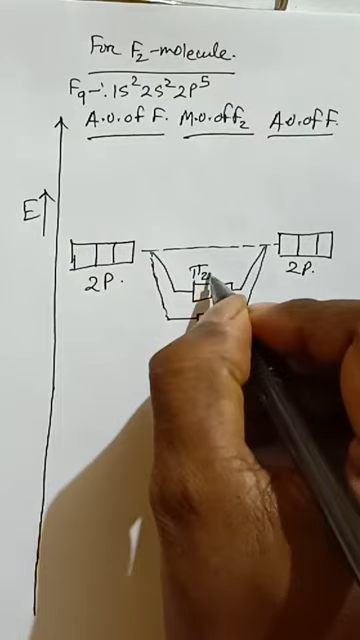 For F₂-molecule.
F₉-:. 1s² 2s² 2p⁵
A.O. of F. M.O. of F₂ A.O. of F.
E
π₂
2P. 2P.